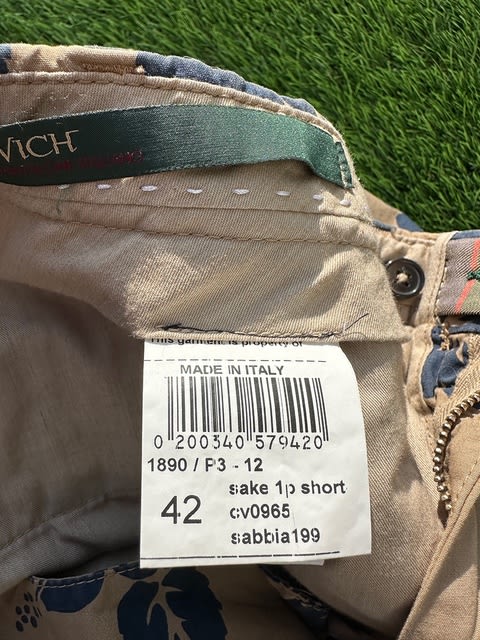 VICH
This garment is property of
MADE IN ITALY
0 200340 579420
1890 / P3 - 12
sake 1p short
42
cv0965
sabbia199